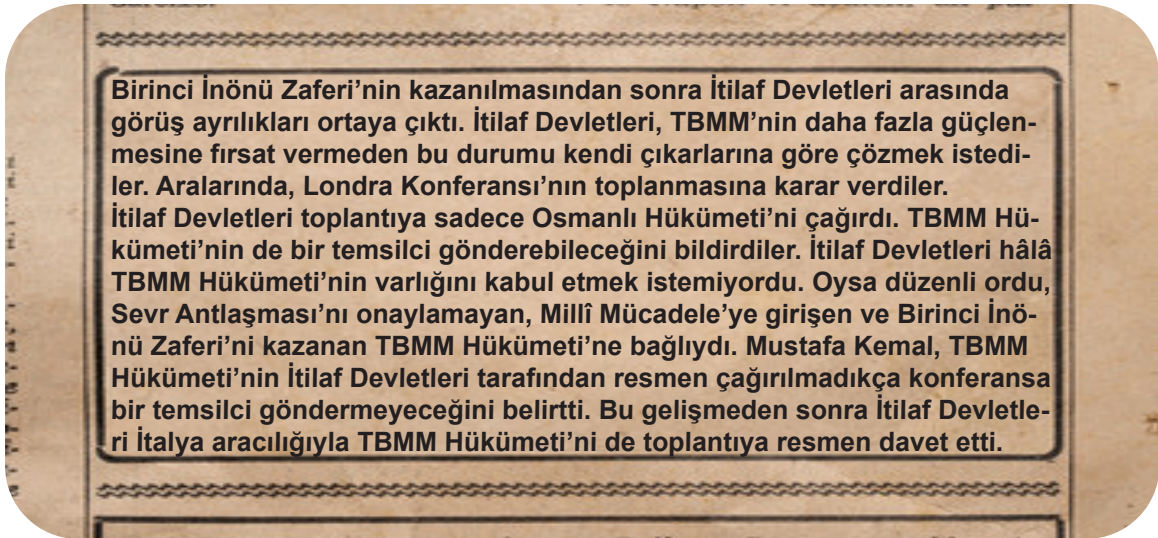 Birinci İnönü Zaferi’nin kazanılmasından sonra İtilaf Devletleri arasında
görüş ayrılıkları ortaya çıktı. İtilaf Devletleri, TBMM’nin daha fazla güçlen-
mesine fırsat vermeden bu durumu kendi çıkarlarına göre çözmek istedi-
ler. Aralarında, Londra Konferansı’nın toplanmasına karar verdiler.
İtilaf Devletleri toplantıya sadece Osmanlı Hükümeti’ni çağırdı. TBMM Hü-
kümeti’nin de bir temsilci gönderebileceğini bildirdiler. İtilaf Devletleri hâlâ
TBMM Hükümeti’nin varlığını kabul etmek istemiyordu. Oysa düzenli ordu,
Sevr Antlaşması’nı onaylamayan, Millî Mücadele’ye girişen ve Birinci İnö-
nü Zaferi’ni kazanan TBMM Hükümeti’ne bağlıydı. Mustafa Kemal, TBMM
Hükümeti’nin İtilaf Devletleri tarafından resmen çağırılmadıkça konferansa
bir temsilci göndermeyeceğini belirtti. Bu gelişmeden sonra İtilaf Devletle-
ri İtalya aracılığıyla TBMM Hükümeti’ni de toplantıya resmen davet etti.